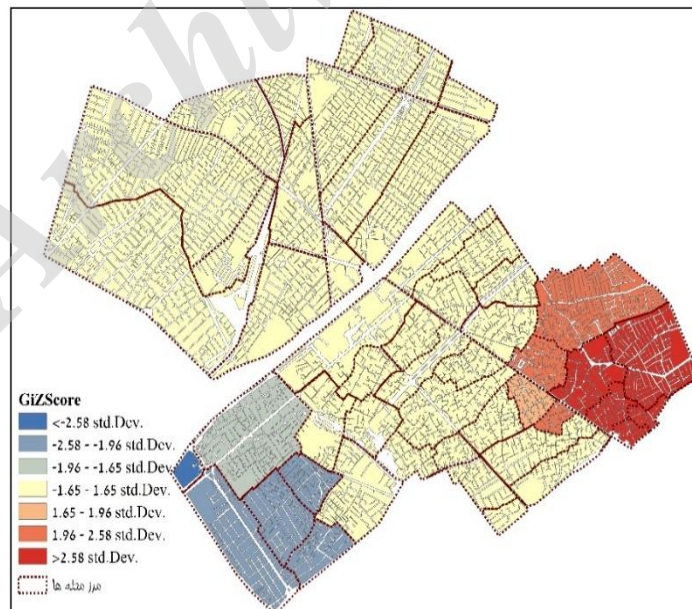 Archiv
GiZScore
<-2.58 std.Dev.
-2.58 - -1.96 std.Dev.
-1.96 - -1.65 std.Dev.
-1.65 - 1.65 std.Dev.
1.65 - 1.96 std.Dev.
1.96 - 2.58 std.Dev.
>2.58 std.Dev.
مرز محله ها